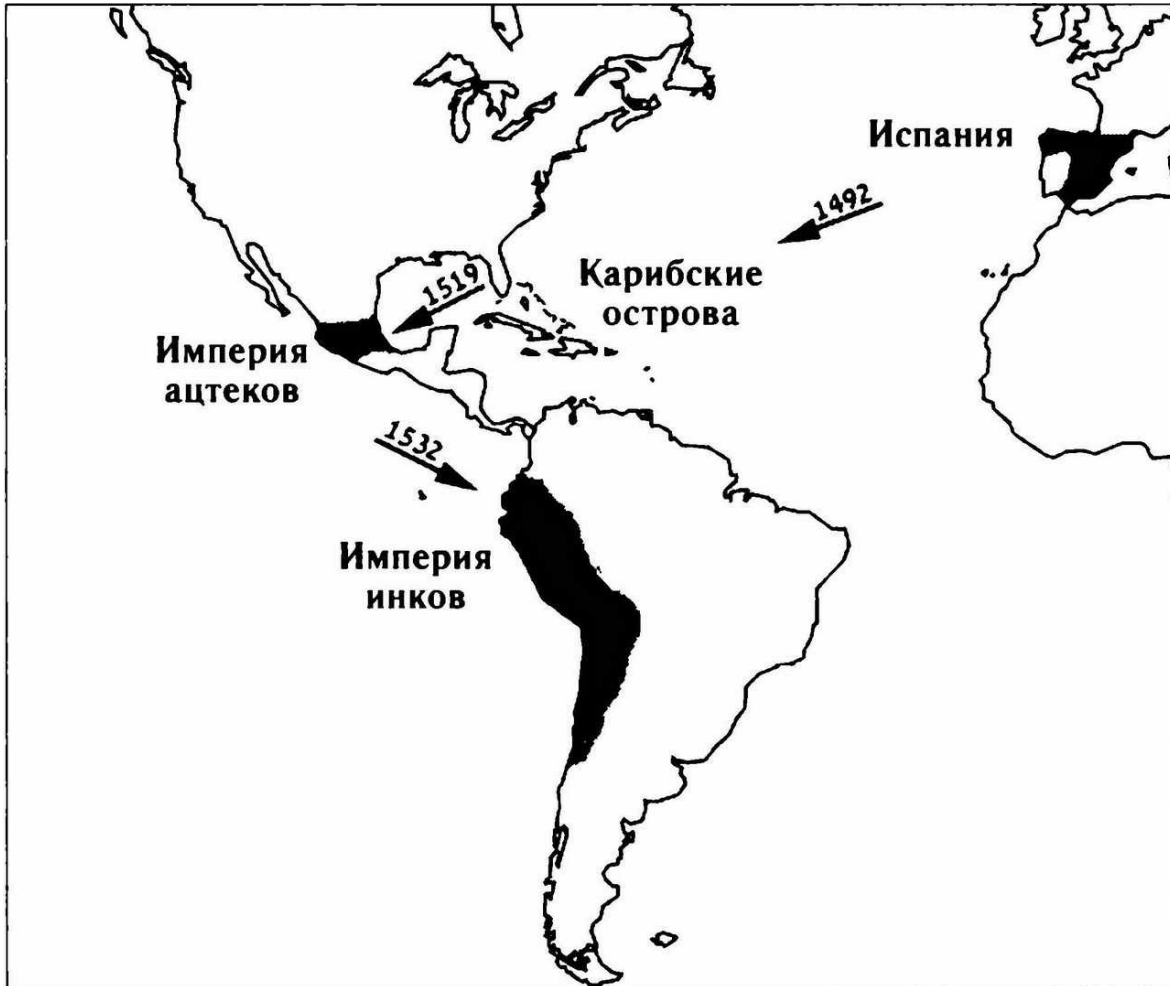 Испания
1492
Карибские
острова
1519
Империя
ацтеков
1532
Империя
инков